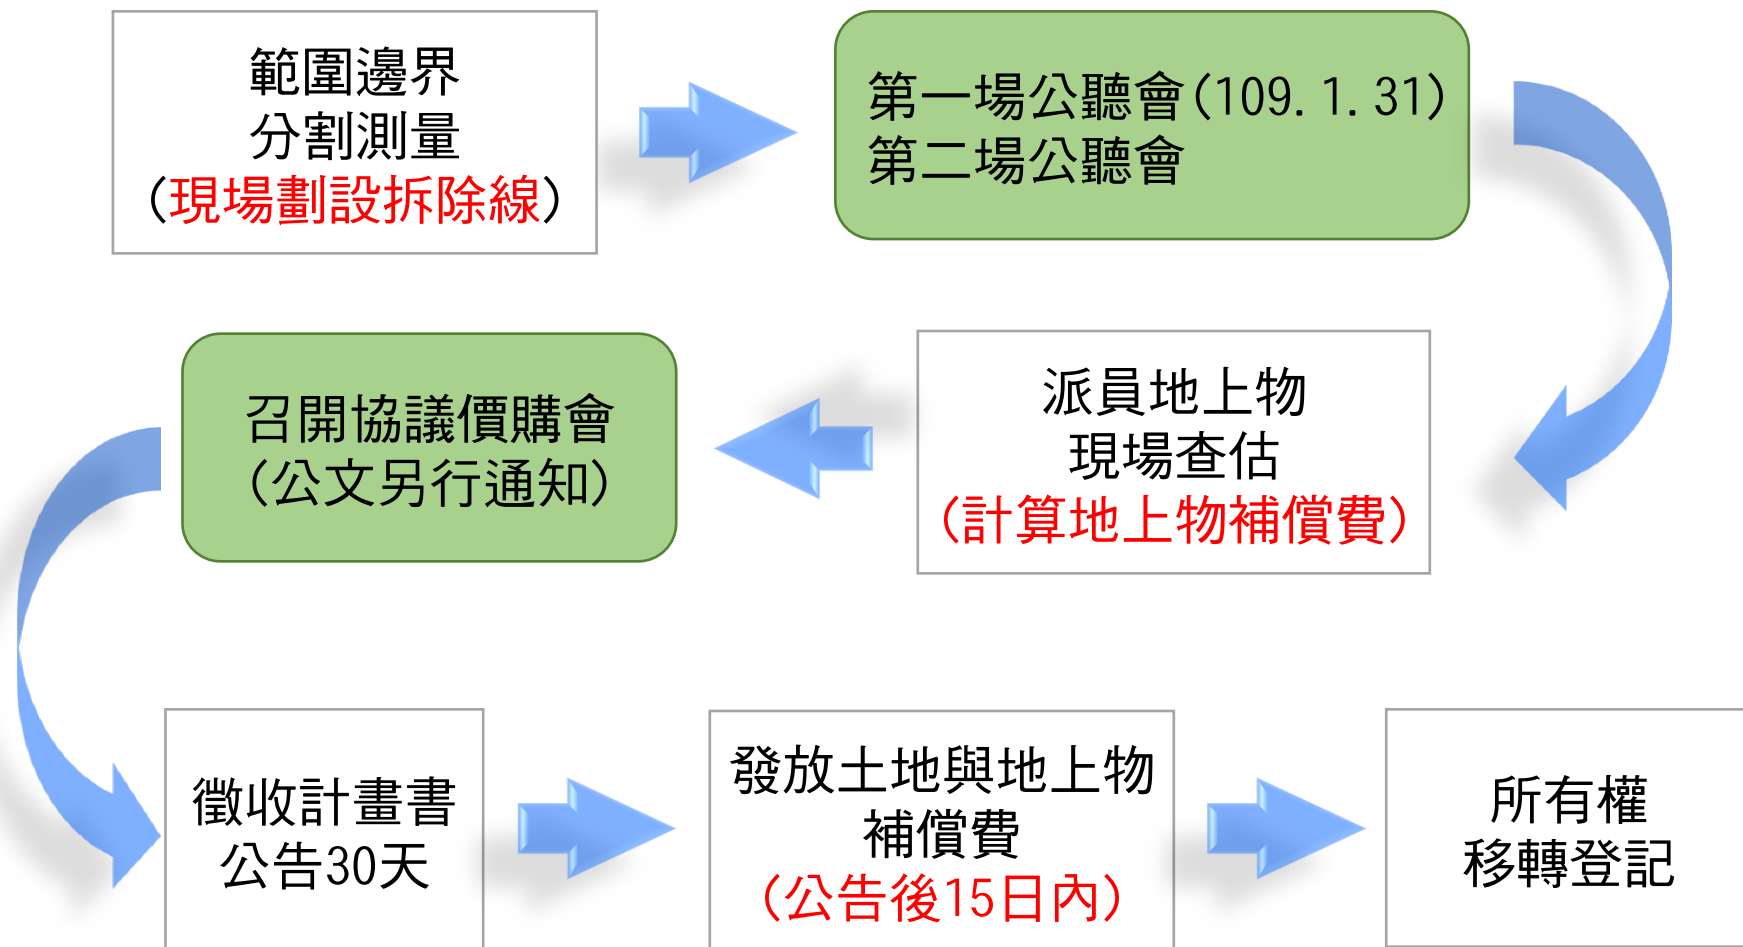 範圍邊界
分割測量
(現場劃設拆除線)
第一場公聽會(109.1.31)
第二場公聽會
召開協議價購會
(公文另行通知)
派員地上物
現場查估
(計算地上物補償費)
徵收計畫書
公告30天
發放土地與地上物
補償費
(公告後15日內)
所有權
移轉登記